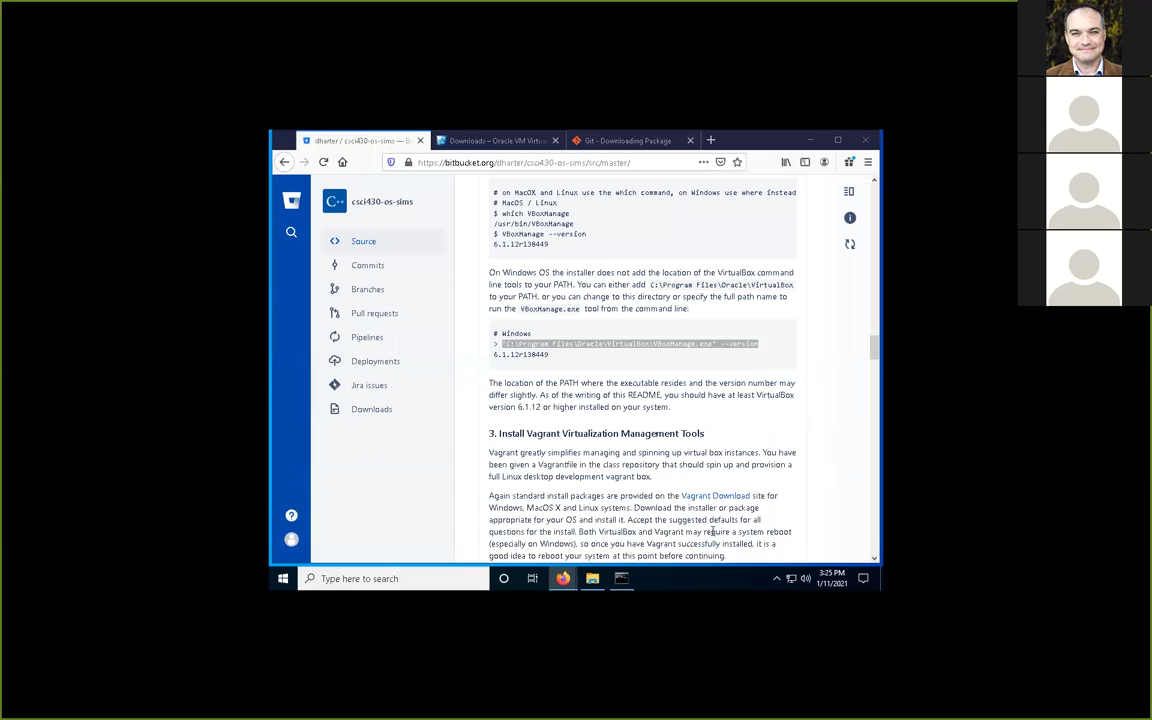 dharter / csci430-os-sims — Bi
Downloads – Oracle VM Virtua
Git - Downloading Package
https://bitbucket.org/dharter/csci430-os-sims/src/master/
C++
csci430-os-sims
Source
Commits
Branches
Pull requests
Pipelines
Deployments
Jira issues
Downloads
# on MacOX and Linux use the which command, on Windows use where instead
# MacOS / Linux
$ which VBoxManage
/usr/bin/VBoxManage
$ VBoxManage --version
6.1.12r138449
On Windows OS the installer does not add the location of the VirtualBox command
line tools to your PATH. You can either add C:\Program Files\Oracle\VirtualBox
to your PATH, or you can change to this directory or specify the full path name to
run the VBoxManage.exe tool from the command line:
# Windows
> "C:\Program Files\Oracle\VirtualBox\VBoxManage.exe" --version
6.1.12r138449
The location of the PATH where the executable resides and the version number may
differ slightly. As of the writing of this README, you should have at least VirtualBox
version 6.1.12 or higher installed on your system.
3. Install Vagrant Virtualization Management Tools
Vagrant greatly simplifies managing and spinning up virtual box instances. You have
been given a Vagrantfile in the class repository that should spin up and provision a
full Linux desktop development vagrant box.
Again standard install packages are provided on the Vagrant Download site for
Windows, MacOS X and Linux systems. Download the installer or package
appropriate for your OS and install it. Accept the suggested defaults for all
questions for the install. Both VirtualBox and Vagrant may require a system reboot
(especially on Windows), so once you have Vagrant successfully installed, it is a
good idea to reboot your system at this point before continuing.
Type here to search
3:25 PM
1/11/2021